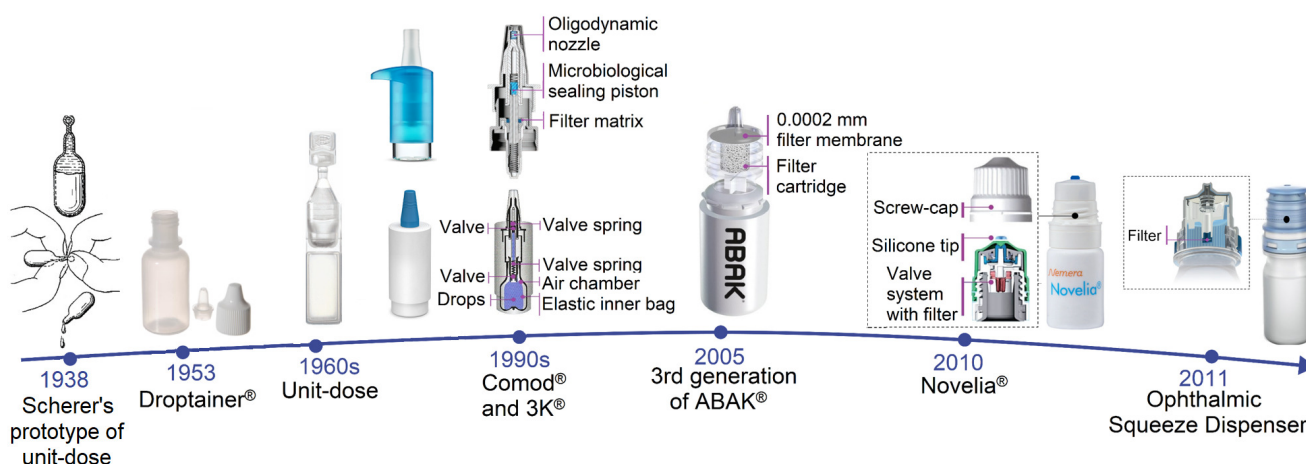 Oligodynamic
nozzle
Microbiological
sealing piston
Filter matrix
Valve
Valve spring
Valve spring
Valve
Air chamber
Drops
Elastic inner bag
0.0002 mm
filter membrane
Filter
cartridge
ABAK
Screw-cap
Silicone tip
Valve
system
with filter
Nemera
Novelia®
Filter
1938
Scherer's
prototype of
unit-dose
1953
Droptainer®
1960s
Unit-dose
1990s
Comod®
and 3K®
2005
3rd generation
of ABAK®
2010
Novelia®
2011
Ophthalmic
Squeeze Dispenser